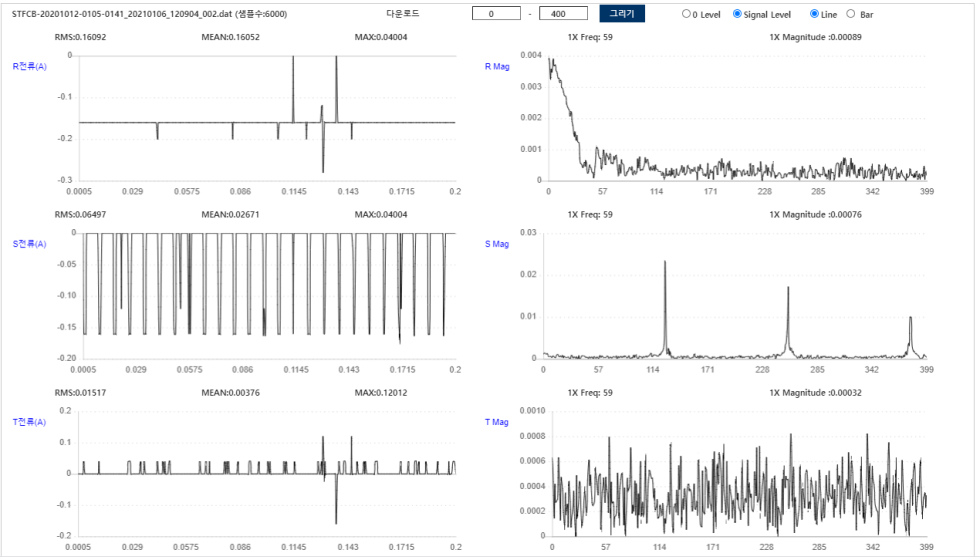 STFCB-20201012-0105-0141_20210106_120904_002.dat (샘플수:6000) 다운로드 0 - 400 그리기 0 Level Signal Level Line Bar
RMS:0.16092 MEAN:0.16052 MAX:0.04004 1X Freq: 59 1X Magnitude :0.00089
R전류(A) R Mag
0 -0.1 -0.2 -0.3
0.004 0.003 0.002 0.001 0
0.0005 0.029 0.0575 0.086 0.1145 0.143 0.1715 0.2
0 57 114 171 228 285 342 399
RMS:0.06497 MEAN:0.02671 MAX:0.04004 1X Freq: 59 1X Magnitude :0.00076
S전류(A) S Mag
0 -0.05 -0.10 -0.15 -0.20
0.03 0.02 0.01 0
0.0005 0.029 0.0575 0.086 0.1145 0.143 0.1715 0.2
0 57 114 171 228 285 342 399
RMS:0.01517 MEAN:0.00376 MAX:0.12012 1X Freq: 59 1X Magnitude :0.00032
T전류(A) T Mag
0.2 0.1 0 -0.1 -0.2
0.0010 0.0008 0.0006 0.0004 0.0002 0
0.0005 0.029 0.0575 0.086 0.1145 0.143 0.1715 0.2
0 57 114 171 228 285 342 399